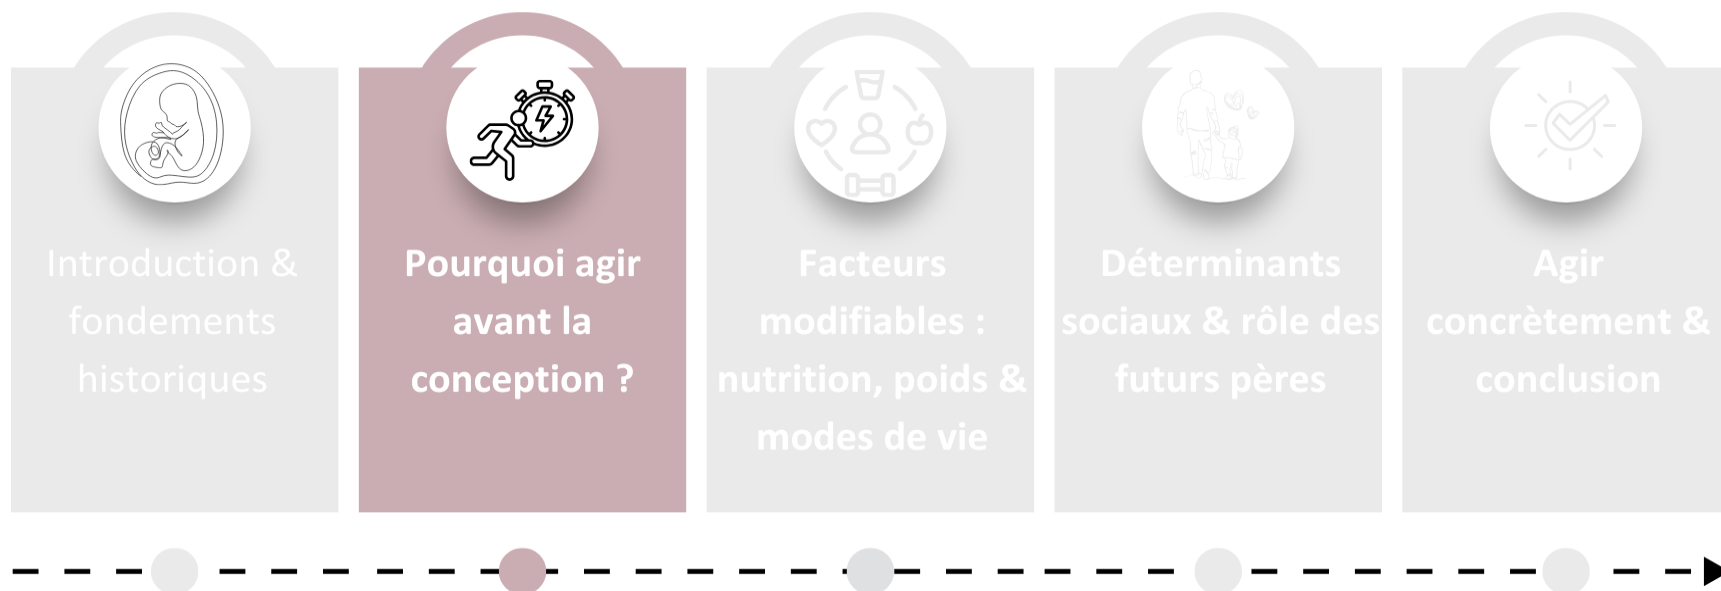 Introduction &
fondements
historiques
Pourquoi agir
avant la
conception ?
Facteurs
modifiables :
nutrition, poids &
modes de vie
Déterminants
sociaux & rôle des
futurs pères
Agir
concrètement &
conclusion